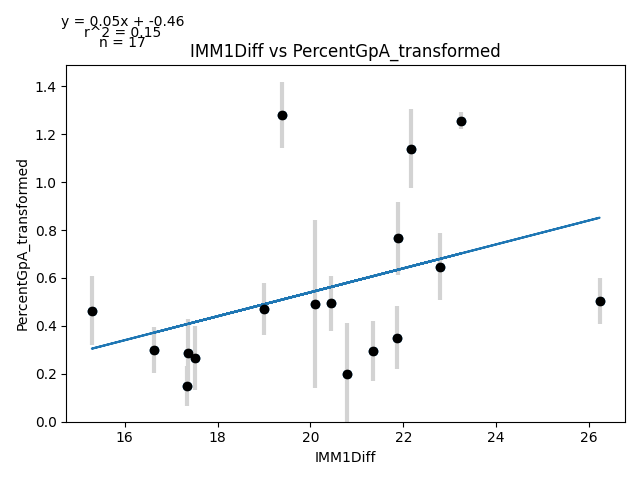 y = 0.05x + -0.46
r^2 = 0.15
n = 17
IMM1Diff vs PercentGpA_transformed
PercentGpA_transformed
1.4
1.2
1.0
0.8
0.6
0.4
0.2
0.0
16 18 20 22 24 26
IMM1Diff